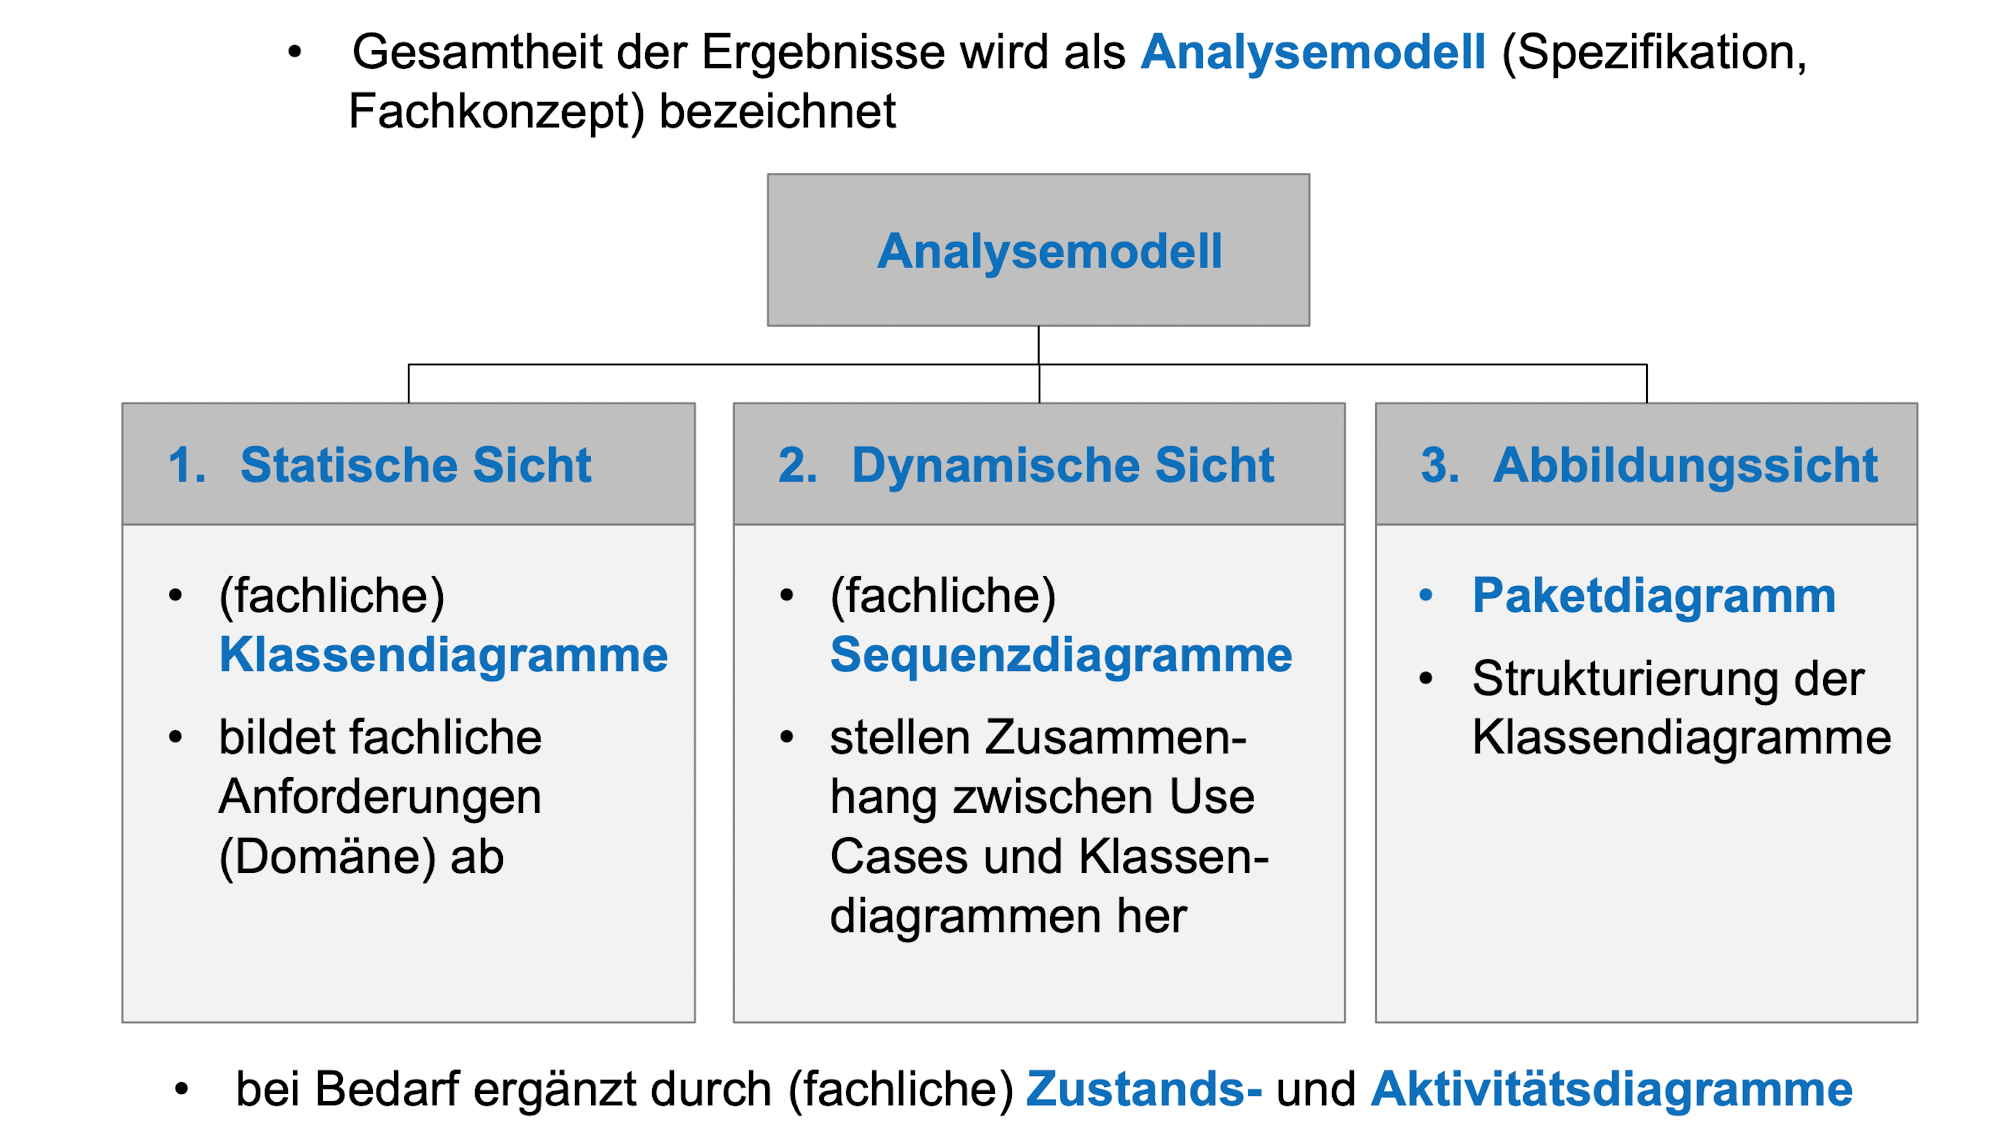 • Gesamtheit der Ergebnisse wird als Analysemodell (Spezifikation,
Fachkonzept) bezeichnet
Analysemodell
1. Statische Sicht
• (fachliche)
Klassendiagramme
• bildet fachliche
Anforderungen
(Domäne) ab
2. Dynamische Sicht
• (fachliche)
Sequenzdiagramme
• stellen Zusammen-
hang zwischen Use
Cases und Klassen-
diagrammen her
3. Abbildungssicht
• Paketdiagramm
• Strukturierung der
Klassendiagramme
• bei Bedarf ergänzt durch (fachliche) Zustands- und Aktivitätsdiagramme